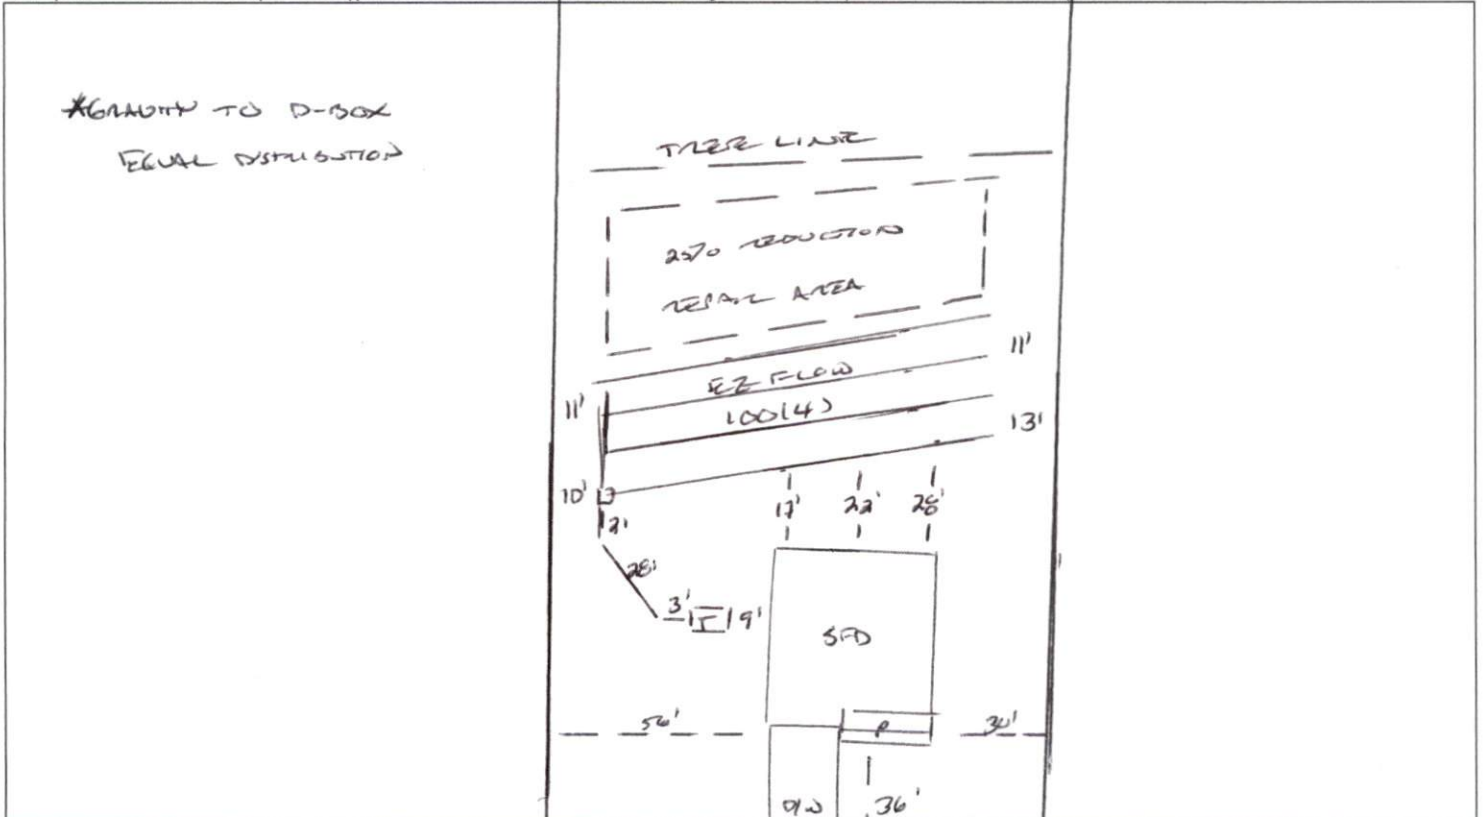 *GRAVITY TO D-BOX
EQUAL DISTRIBUTION
TREE LINE
25% REDUCTION
REPAIR AREA
11'
EZ FLOW
11'
100(4)
13'
10'
17' 22' 28'
12'
28'
3' T 9'
SFD
56' P 30'
D/W 36'